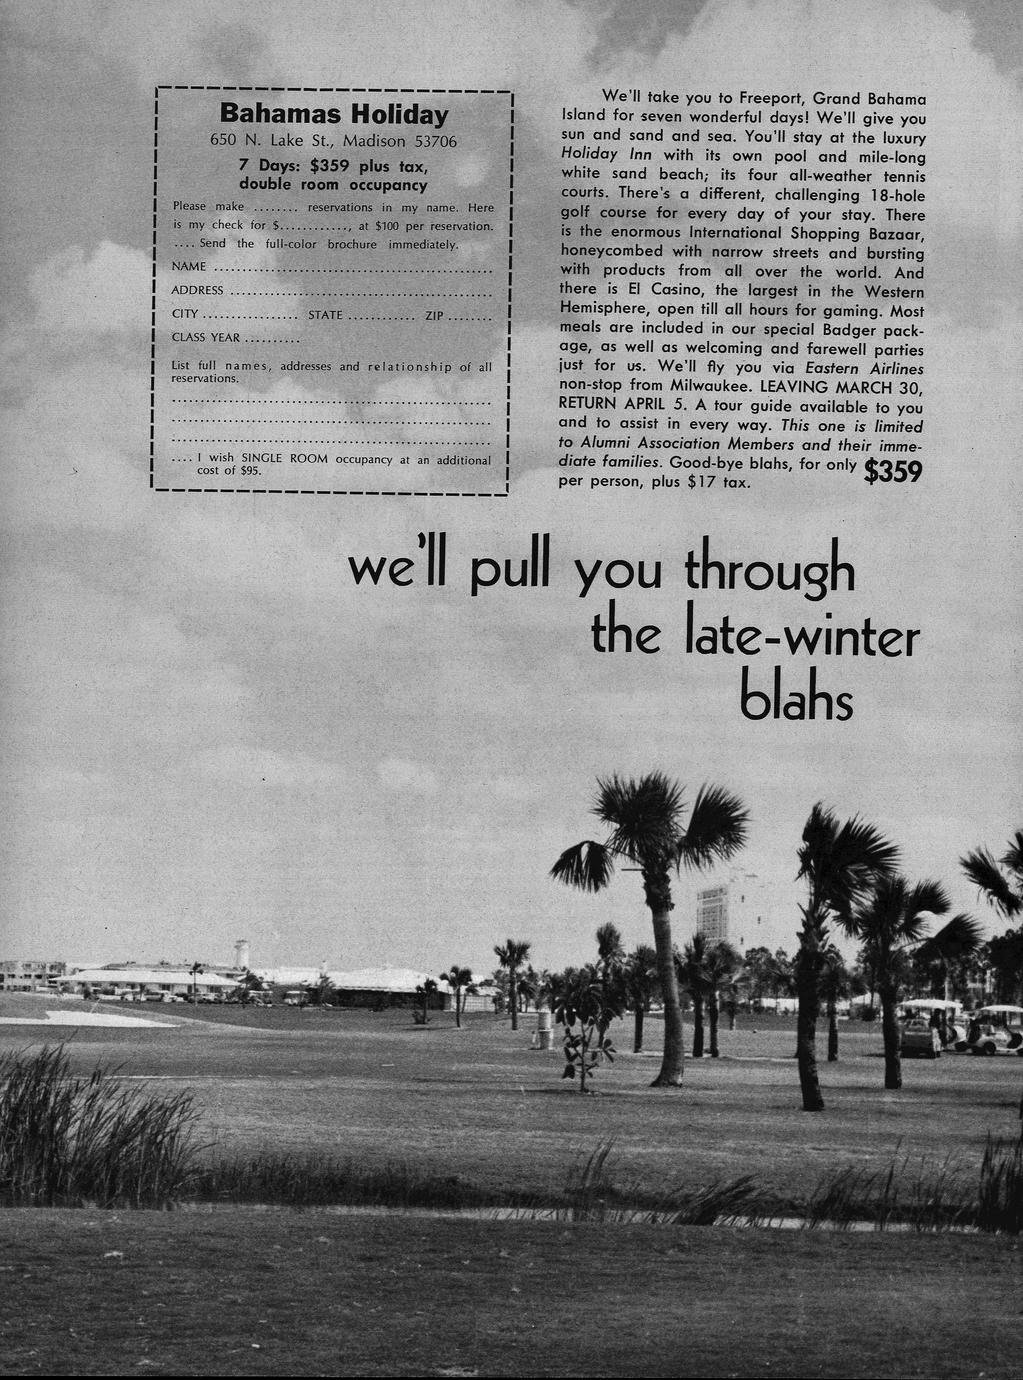 Bahamas Holiday
650 N. Lake St., Madison 53706
7 Days: $359 plus tax,
double room occupancy
Please make ........ reservations in my name. Here
is my check for $............, at $100 per reservation.
.... Send the full-color brochure immediately.
NAME ................................................
ADDRESS .............................................
CITY ................. STATE ............ ZIP ........
CLASS YEAR ..........
List full names, addresses and relationship of all
reservations.
.......................................................
.......................................................
.......................................................
.... I wish SINGLE ROOM occupancy at an additional
cost of $95.
We'll take you to Freeport, Grand Bahama
Island for seven wonderful days! We'll give you
sun and sand and sea. You'll stay at the luxury
Holiday Inn with its own pool and mile-long
white sand beach; its four all-weather tennis
courts. There's a different, challenging 18-hole
golf course for every day of your stay. There
is the enormous International Shopping Bazaar,
honeycombed with narrow streets and bursting
with products from all over the world. And
there is El Casino, the largest in the Western
Hemisphere, open till all hours for gaming. Most
meals are included in our special Badger pack-
age, as well as welcoming and farewell parties
just for us. We'll fly you via Eastern Airlines
non-stop from Milwaukee. LEAVING MARCH 30,
RETURN APRIL 5. A tour guide available to you
and to assist in every way. This one is limited
to Alumni Association Members and their imme-
diate families. Good-bye blahs, for only $359
per person, plus $17 tax.
we'll pull you through
the late-winter
blahs